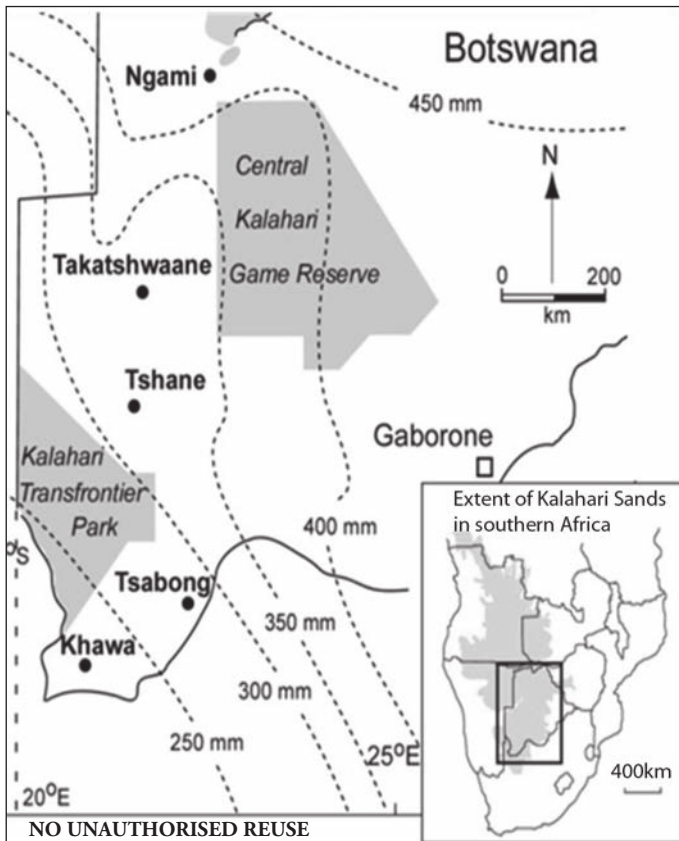 Botswana
Ngami
450 mm
N
Central
Kalahari
Game Reserve
0 200
km
Takatshwaane
Tshane
Kalahari
Transfrontier
Park
Gaborone
Extent of Kalahari Sands
in southern Africa
400 mm
°S
Tsabong
350 mm
Khawa
300 mm
250 mm
25°E
20°E
400km
NO UNAUTHORISED REUSE